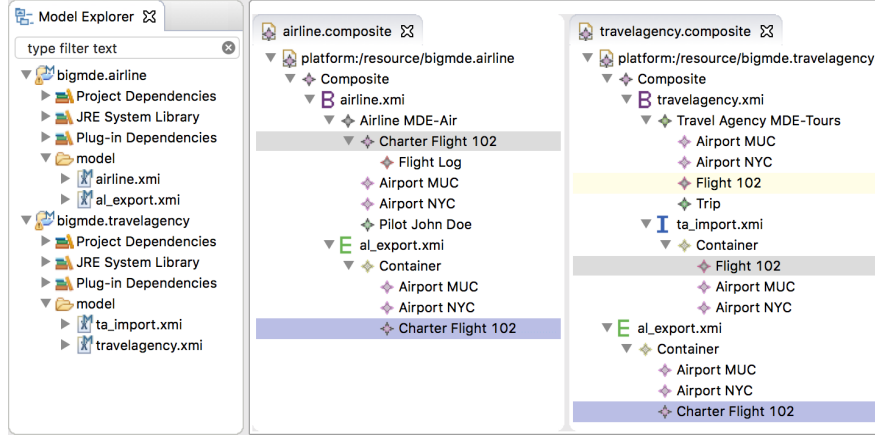 Model Explorer
type filter text
bigmde.airline
Project Dependencies
JRE System Library
Plug-in Dependencies
model
airline.xmi
al_export.xmi
bigmde.travelagency
Project Dependencies
JRE System Library
Plug-in Dependencies
model
ta_import.xmi
travelagency.xmi
airline.composite
platform:/resource/bigmde.airline
Composite
B airline.xmi
Airline MDE-Air
Charter Flight 102
Flight Log
Airport MUC
Airport NYC
Pilot John Doe
E al_export.xmi
Container
Airport MUC
Airport NYC
Charter Flight 102
travelagency.composite
platform:/resource/bigmde.travelagency
Composite
B travelagency.xmi
Travel Agency MDE-Tours
Airport MUC
Airport NYC
Flight 102
Trip
I ta_import.xmi
Container
Flight 102
Airport MUC
Airport NYC
E al_export.xmi
Container
Airport MUC
Airport NYC
Charter Flight 102